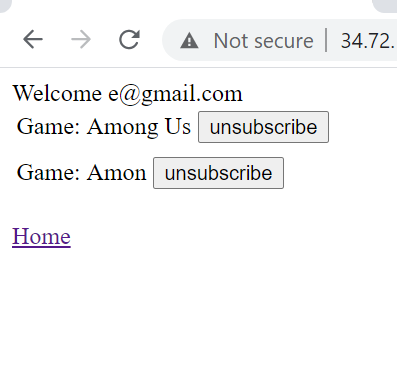 Not secure | 34.72.
Welcome e@gmail.com
Game: Among Us unsubscribe
Game: Amon unsubscribe
Home